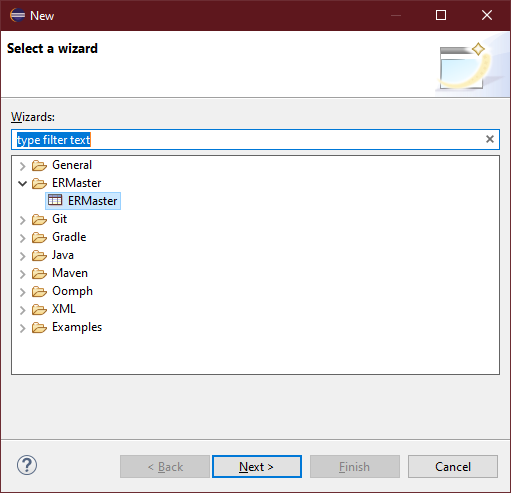 New
Select a wizard
Wizards:
type filter text
General
ERMaster
ERMaster
Git
Gradle
Java
Maven
Oomph
XML
Examples
? < Back Next > Finish Cancel